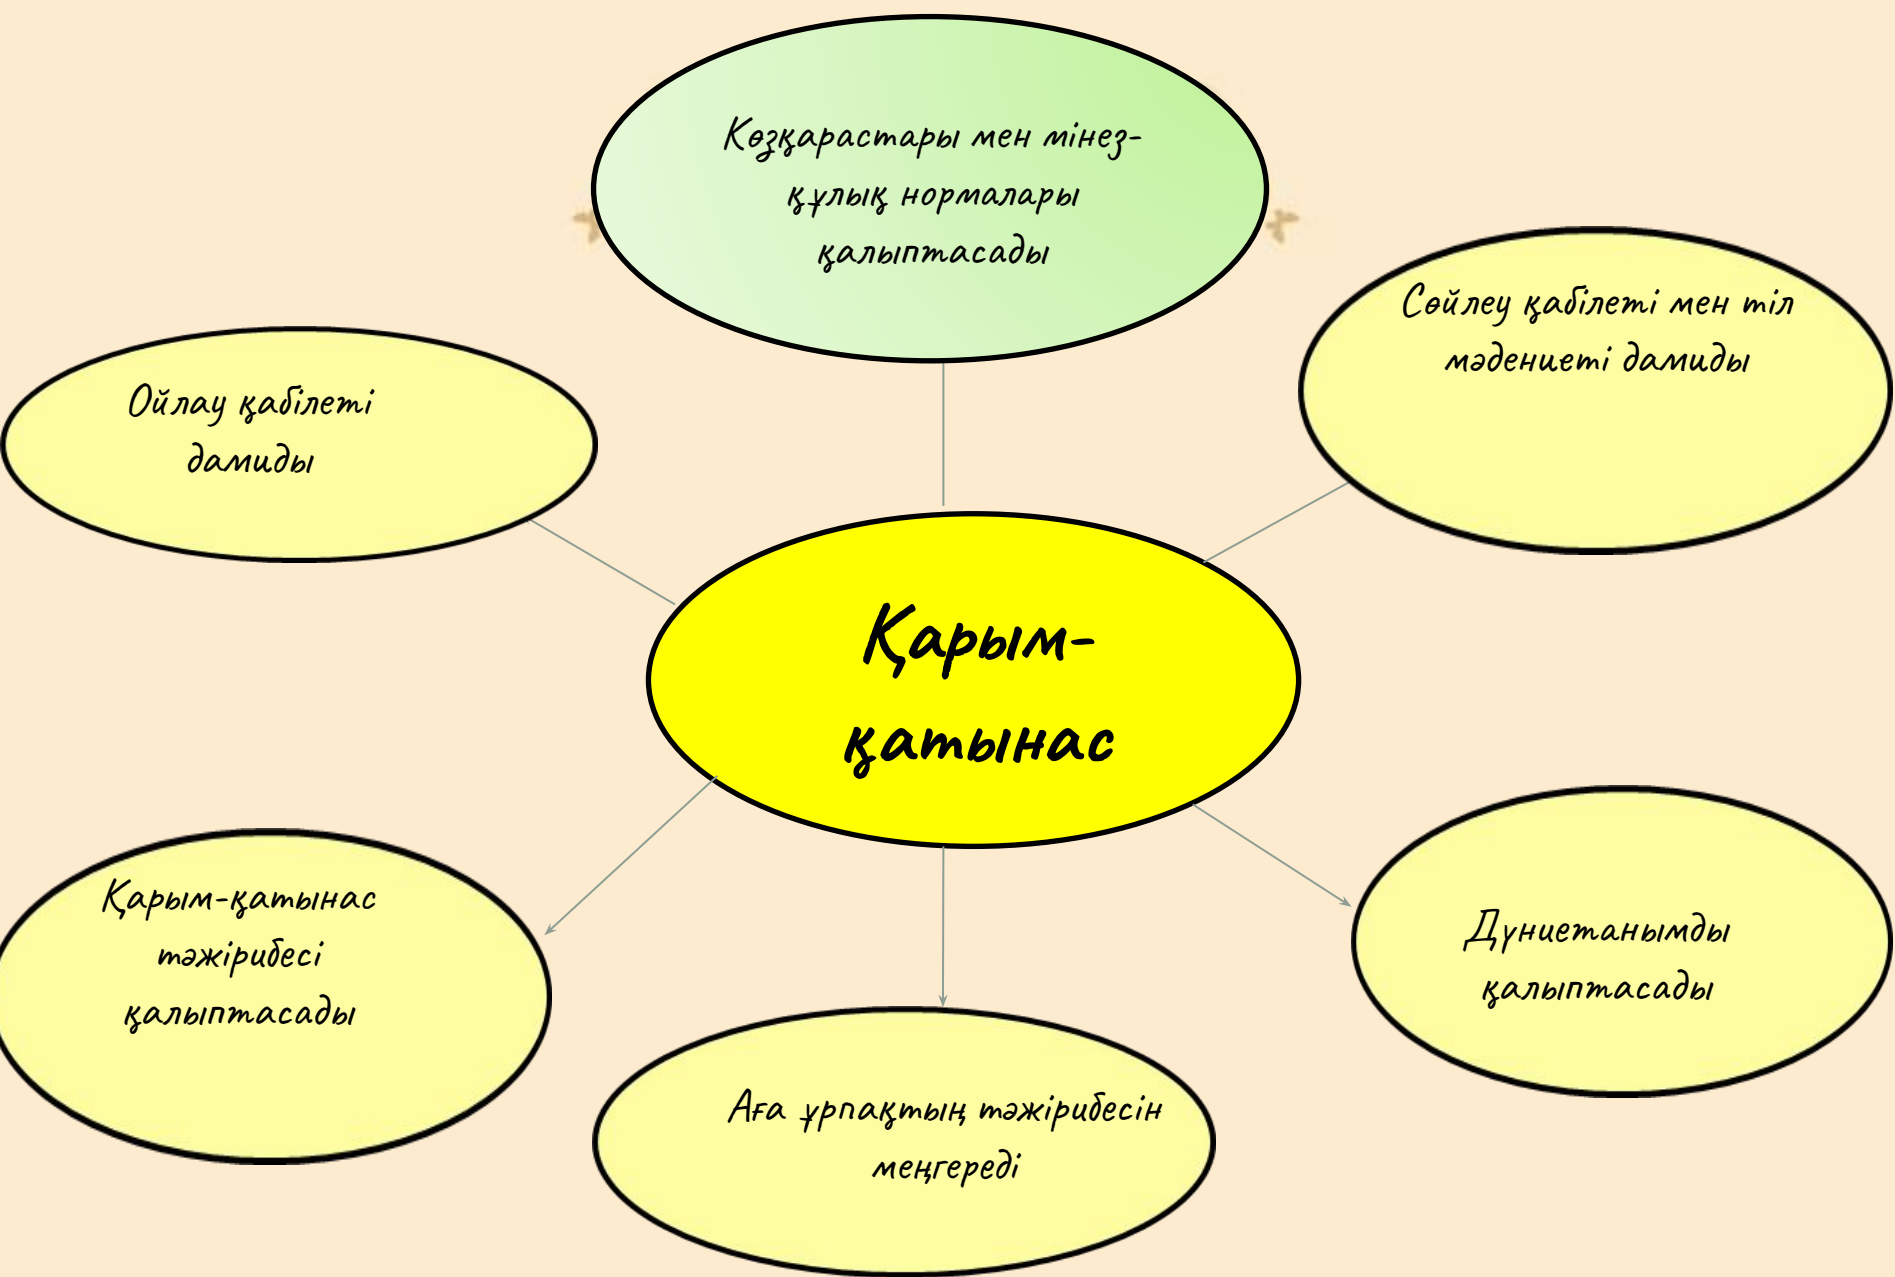 Көзқарастары мен мінез-
құлық нормалары
қалыптасады
Сөйлеу қабілеті мен тіл
мәдениеті дамиды
Ойлау қабілеті
дамиды
Қарым-
қатынас
Қарым-қатынас
тәжірибесі
қалыптасады
Дүниетанымды
қалыптасады
Аға ұрпақтың тәжірибесін
меңгереді